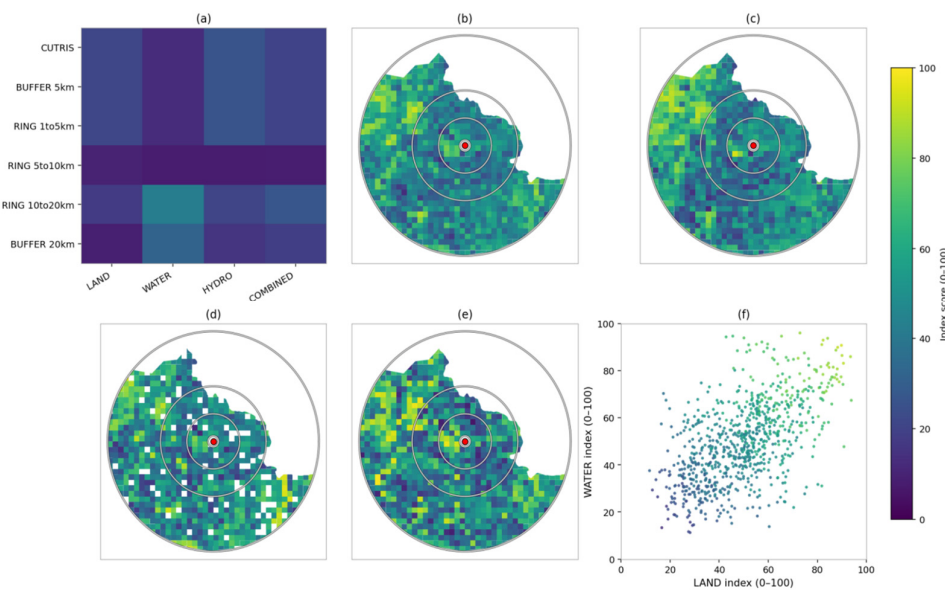 (a)
(b)
(c)
CUTRIS
BUFFER 5km
RING 1to5km
RING 5to10km
RING 10to20km
BUFFER 20km
LAND
WATER
HYDRO
COMBINED
100
80
60
40
20
0
Index score (0–100)
(d)
(e)
(f)
WATER index (0–100)
100
80
60
40
20
0
0
20
40
60
80
100
LAND index (0–100)